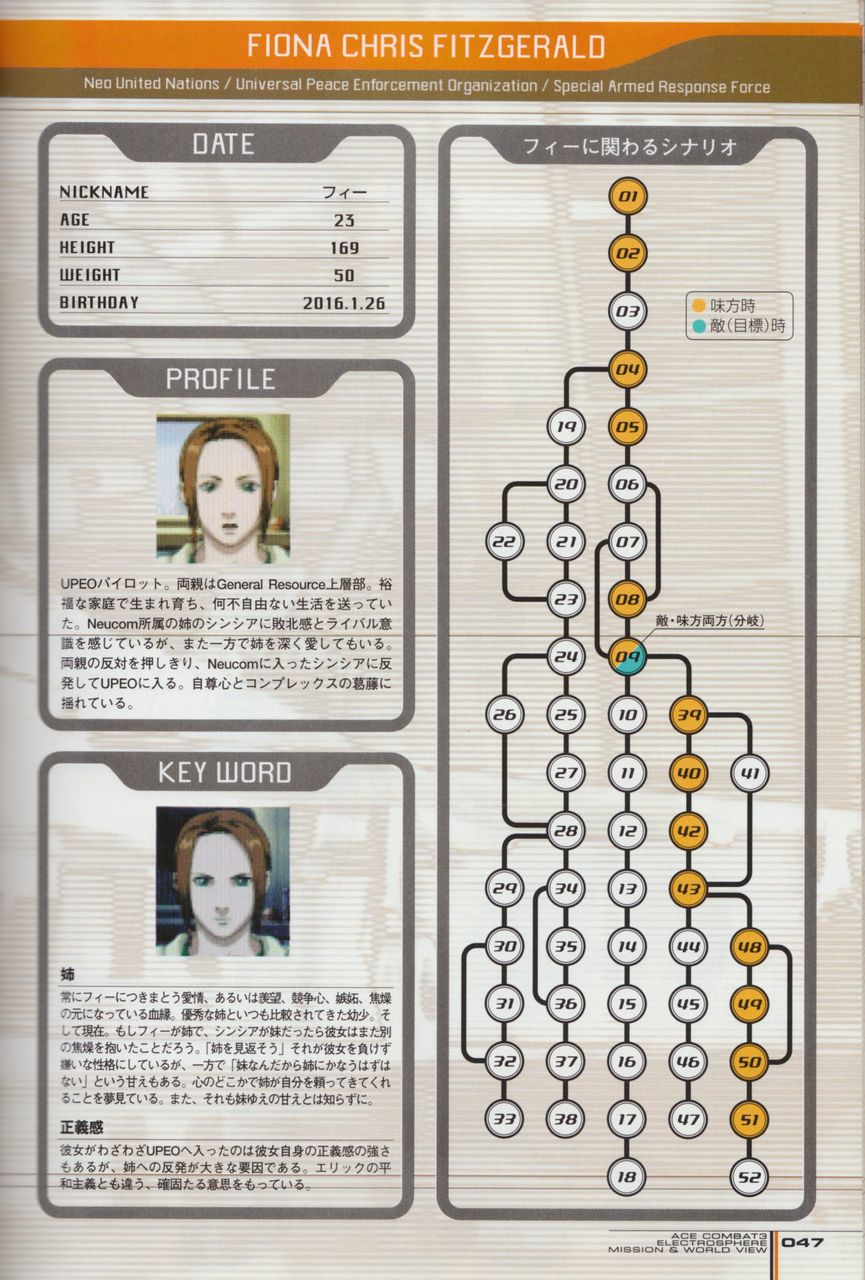 FIONA CHRIS FITZGERALD
Neo United Nations / Universal Peace Enforcement Organization / Special Armed Response Force
DATE
NICKNAME フィー
AGE 23
HEIGHT 169
WEIGHT 50
BIRTHDAY 2016.1.26
PROFILE
UPEOパイロット。両親はGeneral Resource上層部。裕
福な家庭で生まれ育ち、何不自由ない生活を送ってい
た。Neucom所属の姉のシンシアに敗北感とライバル意
識を感じているが、また一方で姉を深く愛してもいる。
両親の反対を押しきり、Neucomに入ったシンシアに反
発してUPEOに入る。自尊心とコンプレックスの葛藤に
揺れている。
KEY WORD
姉
常にフィーにつきまとう愛情、あるいは羨望、競争心、嫉妬、焦燥
の元になっている血縁。優秀な姉といつも比較されてきた幼少。そ
して現在。もしフィーが姉で、シンシアが妹だったら彼女はまた別
の焦燥を抱いたことだろう。「姉を見返そう」それが彼女を負けず
嫌いな性格にしているが、一方で「妹なんだから姉にかなうはずは
ない」という甘えもある。心のどこかで姉が自分を頼ってきてくれ
ることを夢見ている。また、それも妹ゆえの甘えとは知らずに。
正義感
彼女がわざわざUPEOへ入ったのは彼女自身の正義感の強さ
もあるが、姉への反発が大きな要因である。エリックの平
和主義とも違う、確固たる意思をもっている。
フィーに関わるシナリオ
01
02
03
味方時
敵(目標)時
04
19 05
20 06
22 21 07
23 08
敵・味方両方(分岐)
24 09
26 25 10 39
27 11 40 41
28 12 42
29 34 13 43
30 35 14 44 48
31 36 15 45 49
32 37 16 46 50
33 38 17 47 51
18 52
ACE COMBAT3
ELECTROSPHERE
MISSION & WORLD VIEW
047